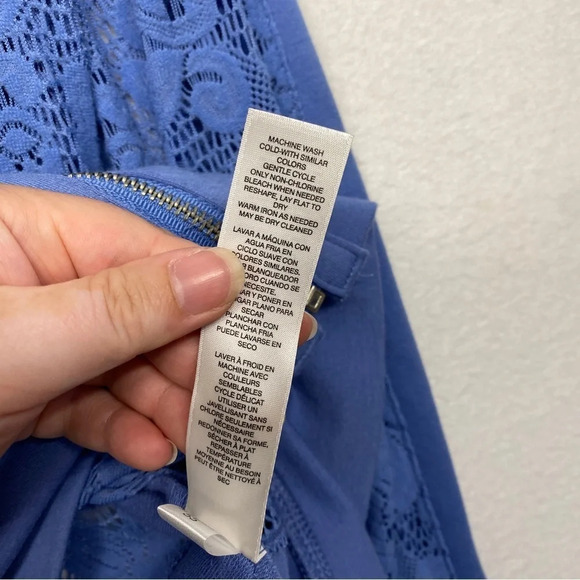 MACHINE WASH
COLD-WITH SIMILAR
COLORS
GENTLE CYCLE
ONLY NON-CHLORINE
BLEACH WHEN NEEDED
RESHAPE, LAY FLAT TO
DRY
WARM IRON AS NEEDED
MAY BE DRY CLEANED
LAVAR A MÁQUINA CON
AGUA FRIA EN
CICLO SUAVE CON
COLORES SIMILARES.
BLANQUEADOR
CUANDO SE
NECESITE.
Y PONER EN
PLANO PARA
SECAR
PLANCHAR CON
PLANCHA FRIA
PUEDE LAVARSE EN
SECO
LAVER À FROID EN
MACHINE AVEC
COULEURS
SEMBLABLES
CYCLE DÉLICAT
UTILISER UN
JAVELLISANT SANS
CHLORE SEULEMENT SI
NÉCESSAIRE
REDONNER SA FORME,
SÉCHER À PLAT
REPASSER À
TEMPÉRATURE
MOYENNE AU BESOIN
PEUT ÊTRE NETTOYÉ À
SEC